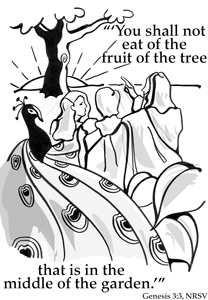 “‘You shall not
eat of the
fruit of the tree
that is in the
middle of the garden.’”
Genesis 3:3, NRSV